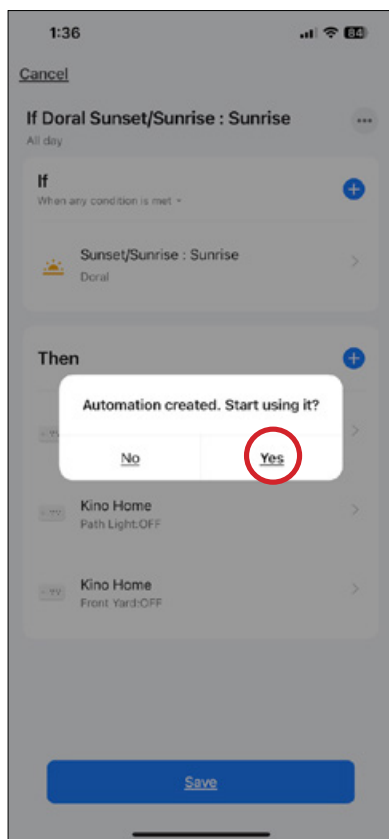 1:36
84
Cancel
If Doral Sunset/Sunrise : Sunrise
All day
If
When any condition is met
Sunset/Sunrise : Sunrise
Doral
Then
Automation created. Start using it?
No
Yes
Kino Home
Path Light:OFF
Kino Home
Front Yard:OFF
Save